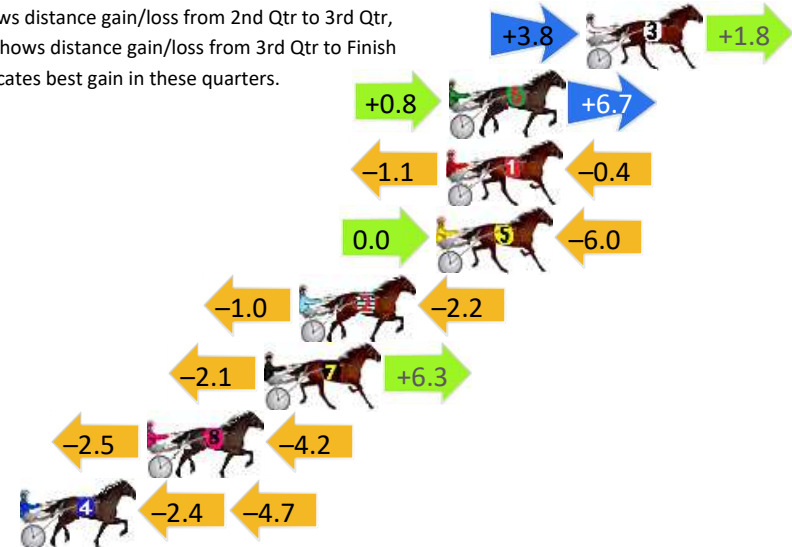 ws distance gain/loss from 2nd Qtr to 3rd Qtr,
hows distance gain/loss from 3rd Qtr to Finish
icates best gain in these quarters.
+3.8 3 +1.8
+0.8 6 +6.7
–1.1 1 –0.4
0.0 5 –6.0
–1.0 2 –2.2
–2.1 7 +6.3
–2.5 8 –4.2
4 –2.4 –4.7